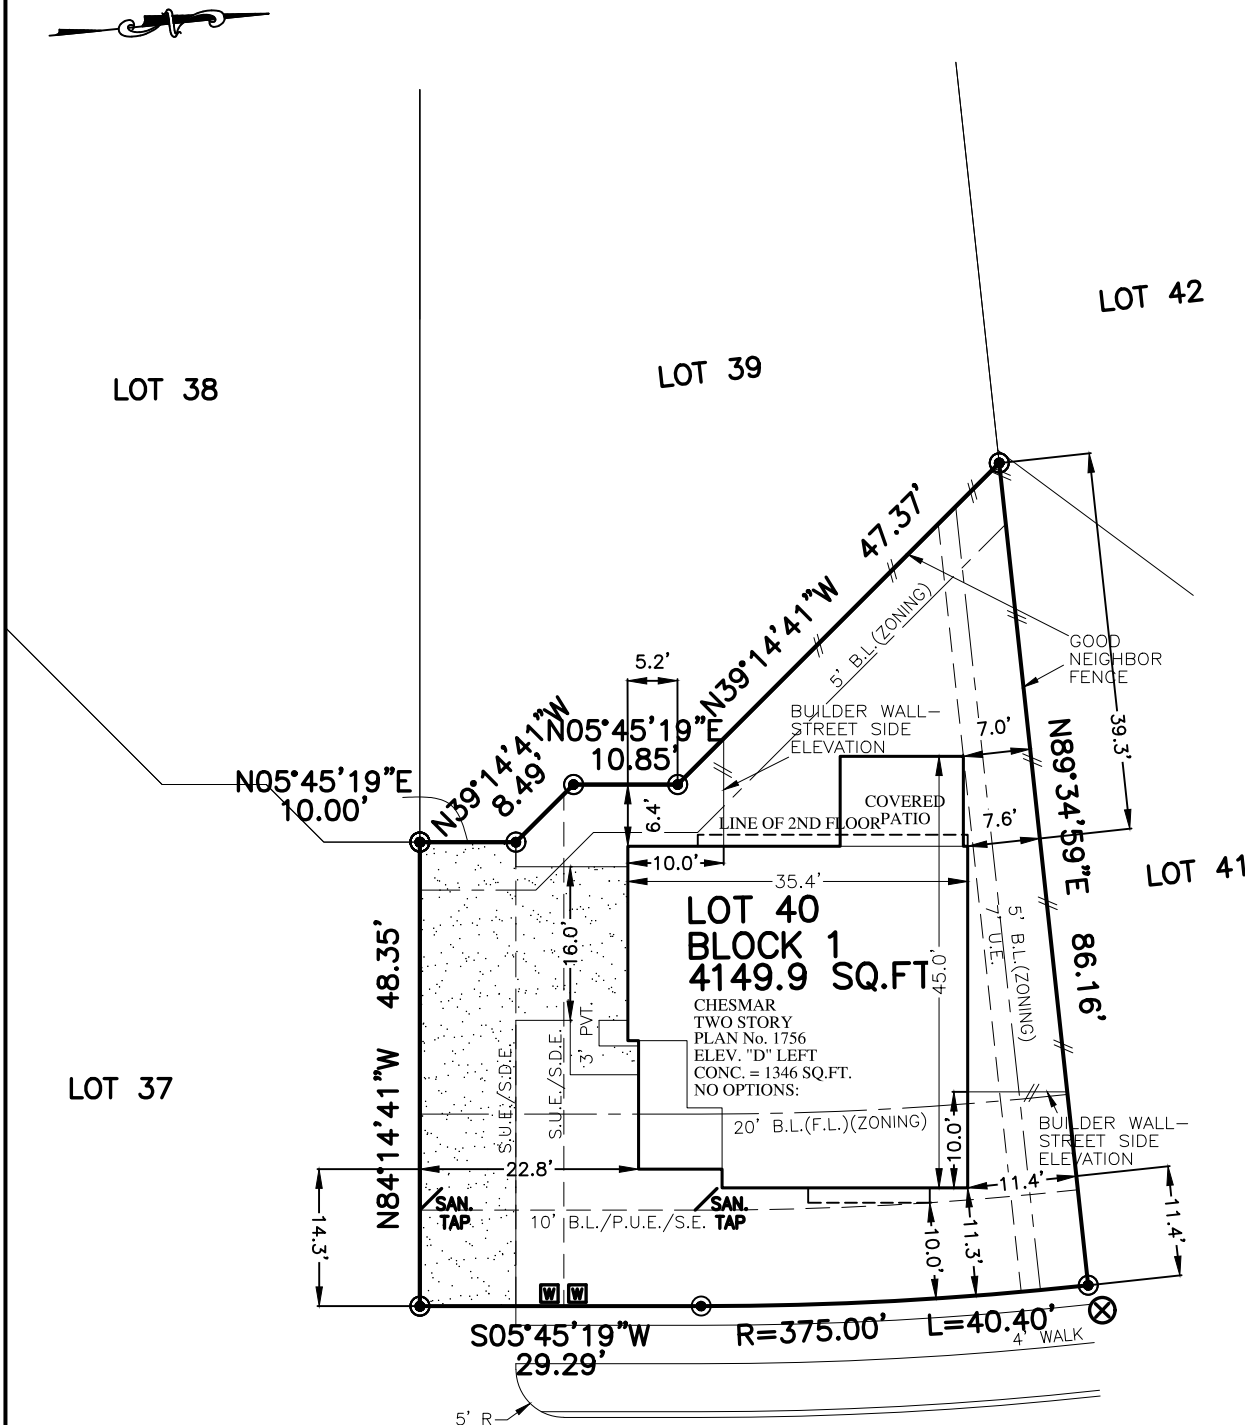 LOT 42
LOT 39
LOT 38
47.37'
N39°14'41"W
5' B.L.(ZONING)
GOOD
NEIGHBOR
FENCE
5.2'
BUILDER WALL-
STREET SIDE
ELEVATION
7.0'
39.3'
N05°45'19"E
10.85'
N39°14'41"W
8.49'
N05°45'19"E
10.00'
6.4'
COVERED
PATIO
LINE OF 2ND FLOOR
7.6'
N89°34'59"E 86.16'
10.0'
35.4'
LOT 41
LOT 40
BLOCK 1
4149.9 SQ.FT
45.0'
CHESMAR
TWO STORY
PLAN No. 1756
ELEV. "D" LEFT
CONC. = 1346 SQ.FT.
NO OPTIONS:
16.0'
3' PVT.
S.U.E./S.D.E.
S.U.E./S.D.E.
5' B.L.(ZONING)
7' U.E.
N84°14'41"W 48.35'
LOT 37
20' B.L.(F.L.)(ZONING)
10.0'
BUILDER WALL-
STREET SIDE
ELEVATION
22.8'
11.4'
11.4'
14.3'
SAN.
TAP
10' B.L./P.U.E./S.E.
SAN.
TAP
10.0'
11.3'
W
W
S05°45'19"W
29.29'
R=375.00'
L=40.40'
4' WALK
5' R